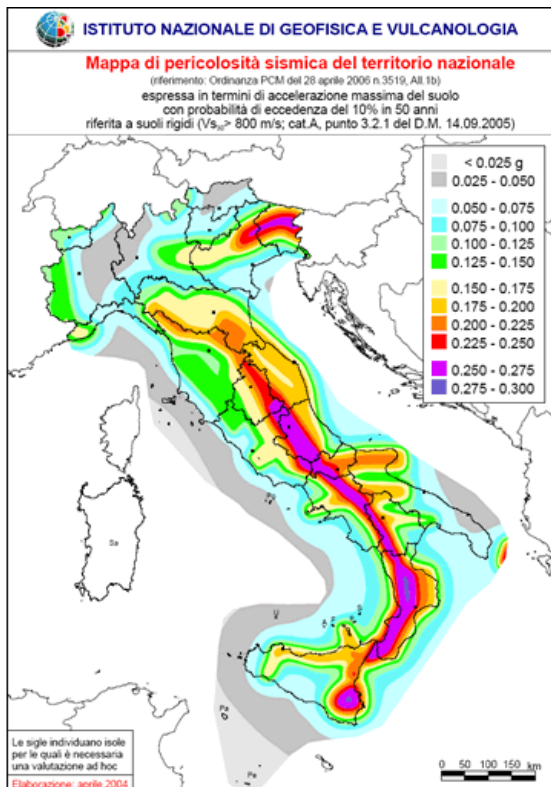 ISTITUTO NAZIONALE DI GEOFISICA E VULCANOLOGIA
Mappa di pericolosità sismica del territorio nazionale
(riferimento: Ordinanza PCM del 28 aprile 2006 n.3519, All.1b)
espressa in termini di accelerazione massima del suolo
con probabilità di eccedenza del 10% in 50 anni
riferita a suoli rigidi (Vs30> 800 m/s; cat.A, punto 3.2.1 del D.M. 14.09.2005)
< 0.025 g
0.025 - 0.050
0.050 - 0.075
0.075 - 0.100
0.100 - 0.125
0.125 - 0.150
0.150 - 0.175
0.175 - 0.200
0.200 - 0.225
0.225 - 0.250
0.250 - 0.275
0.275 - 0.300
Sa
U
Pa
Pe
Le sigle individuano isole
per le quali è necessaria
una valutazione ad hoc
Elaborazione: aprile 2004
0 50 100 150
km